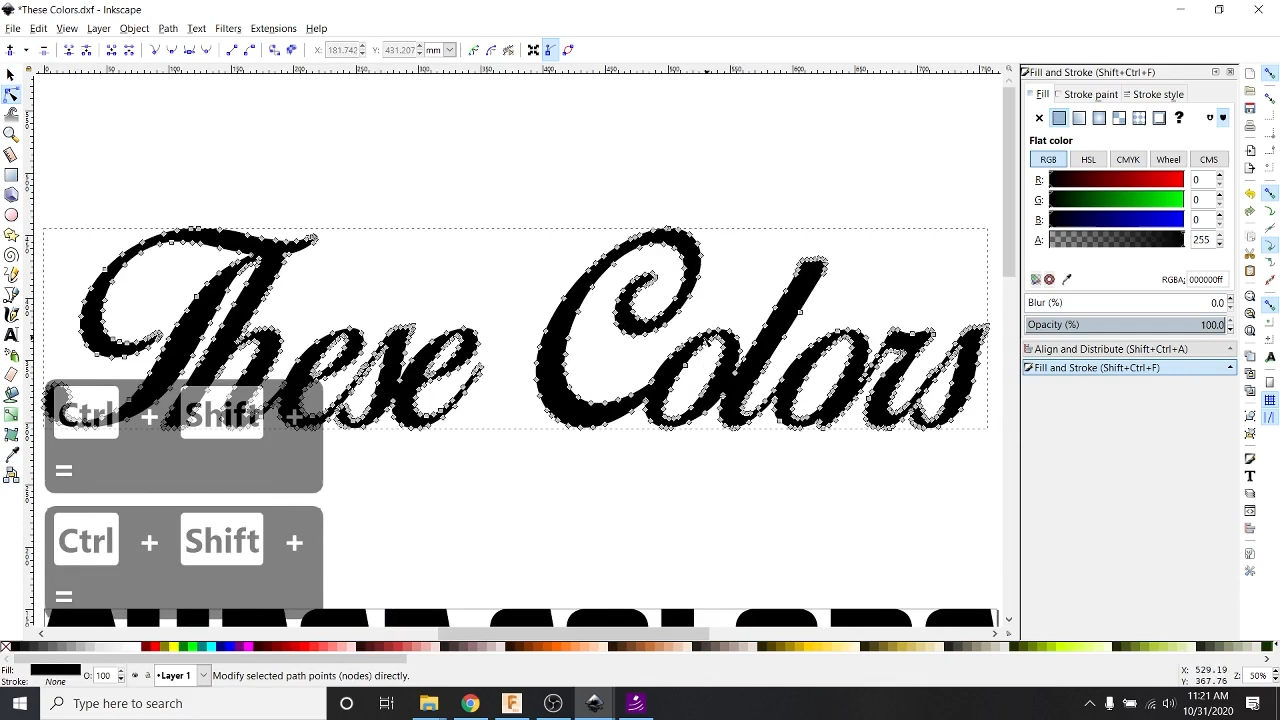 *These Colors.dxf - Inkscape
File Edit View Layer Object Path Text Filters Extensions Help
X: 181.742 Y: 431.207 mm
Fill and Stroke (Shift+Ctrl+F)
Fill Stroke paint Stroke style
?
Flat color
RGB HSL CMYK Wheel CMS
R: 0
G: 0
B: 0
A: 255
RGBA: 000000ff
Blur (%) 0.0
Opacity (%) 100.0
Align and Distribute (Shift+Ctrl+A)
Fill and Stroke (Shift+Ctrl+F)
These Colors
Ctrl + Shift +
=
Ctrl + Shift +
=
Fill:
Stroke: None
O: 100
•Layer 1
Modify selected path points (nodes) directly.
X: 529.19
Y: 367.76
Z: 50%
Type here to search
11:21 AM
10/31/2020